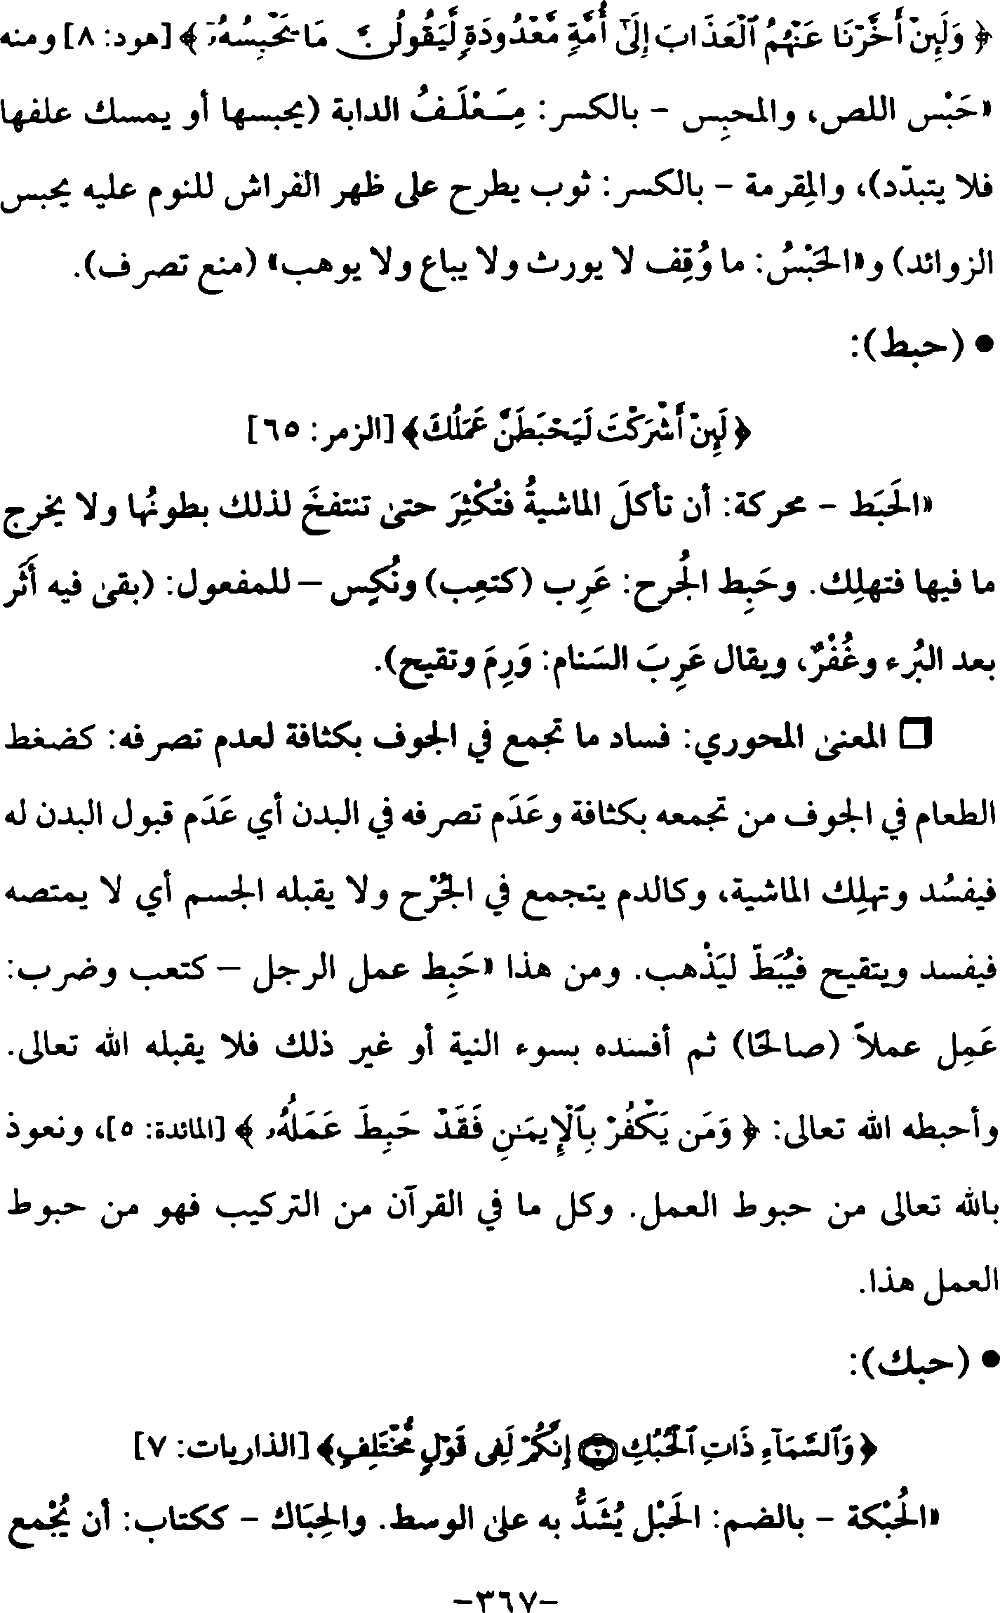 ﴿ وَلَئِنْ أَخَّرْنَا عَنْهُمُ ٱلْعَذَابَ إِلَىٰٓ أُمَّةٍ مَّعْدُودَةٍ لَّيَقُولُنَّ مَا يَحْبِسُهُۥٓ ﴾ [هود: ٨] ومنه
«حَبْس اللص، والمحبِس - بالكسر: مِـَعْلَـفُ الدابة (يحبسها أو يمسك علفها
فلا يتبدّد)، والمِقرمة - بالكسر: ثوب يطرح على ظهر الفراش للنوم عليه يحبس
الزوائد) و«الحَبْسُ: ما وُقِف لا يورث ولا يباع ولا يوهب» (منع تصرف).
● (حبط):
﴿ لَئِنْ أَشْرَكْتَ لَيَحْبَطَنَّ عَمَلُكَ﴾ [الزمر: ٦٥]
«الحَبَط - محركة: أن تأكلَ الماشيةُ فتُكْثِرَ حتىٰ تنتفخَ لذلك بطونُها ولا يخرج
ما فيها فتهلِك. وحَبِط الجُرح: عَرِب (كتعِب) ونُكِس – للمفعول: (بقىٰ فيه أَثَر
بعد البُرء وغُفْرٌ، ويقال عَرِبَ السَنام: وَرِمَ وتقيح).
❒ المعنىٰ المحوري: فساد ما تجمع في الجوف بكثافة لعدم تصرفه: كضغط
الطعام في الجوف من تجمعه بكثافة وعَدَم تصرفه في البدن أي عَدَم قبول البدن له
فيفسُد وتهلِك الماشية، وكالدم يتجمع في الجُرْح ولا يقبله الجسم أي لا يمتصه
فيفسد ويتقيح فيُبَطّ ليَذْهب. ومن هذا «حَبِط عمل الرجل – كتعب وضرب:
عَمِل عملاً (صالحًا) ثم أفسده بسوء النية أو غير ذلك فلا يقبله الله تعالى.
وأحبطه الله تعالى: ﴿ وَمَن يَكْفُرْ بِٱلْإِيمَـٰنِ فَقَدْ حَبِطَ عَمَلُهُۥ ﴾ [المائدة: ٥]، ونعوذ
بالله تعالى من حبوط العمل. وكل ما في القرآن من التركيب فهو من حبوط
العمل هذا.
● (حبك):
﴿ وَٱلسَّمَآءِ ذَاتِ ٱلْحُبُكِ ۝٧ إِنَّكُمْ لَفِى قَوْلٍ مُّخْتَلِفٍ﴾ [الذاريات: ٧]
«الحُبْكة - بالضم: الحَبْل يُشَدُّ به علىٰ الوسط. والحِبَاك - ككتاب: أن يُجْمع
-٣٦٧-